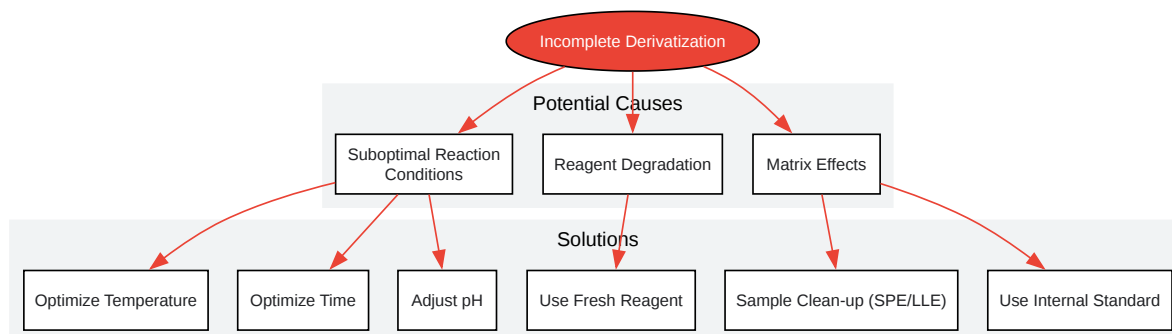 Incomplete Derivatization
Potential Causes
Suboptimal Reaction
Conditions
Reagent Degradation
Matrix Effects
Solutions
Optimize Temperature
Optimize Time
Adjust pH
Use Fresh Reagent
Sample Clean-up (SPE/LLE)
Use Internal Standard